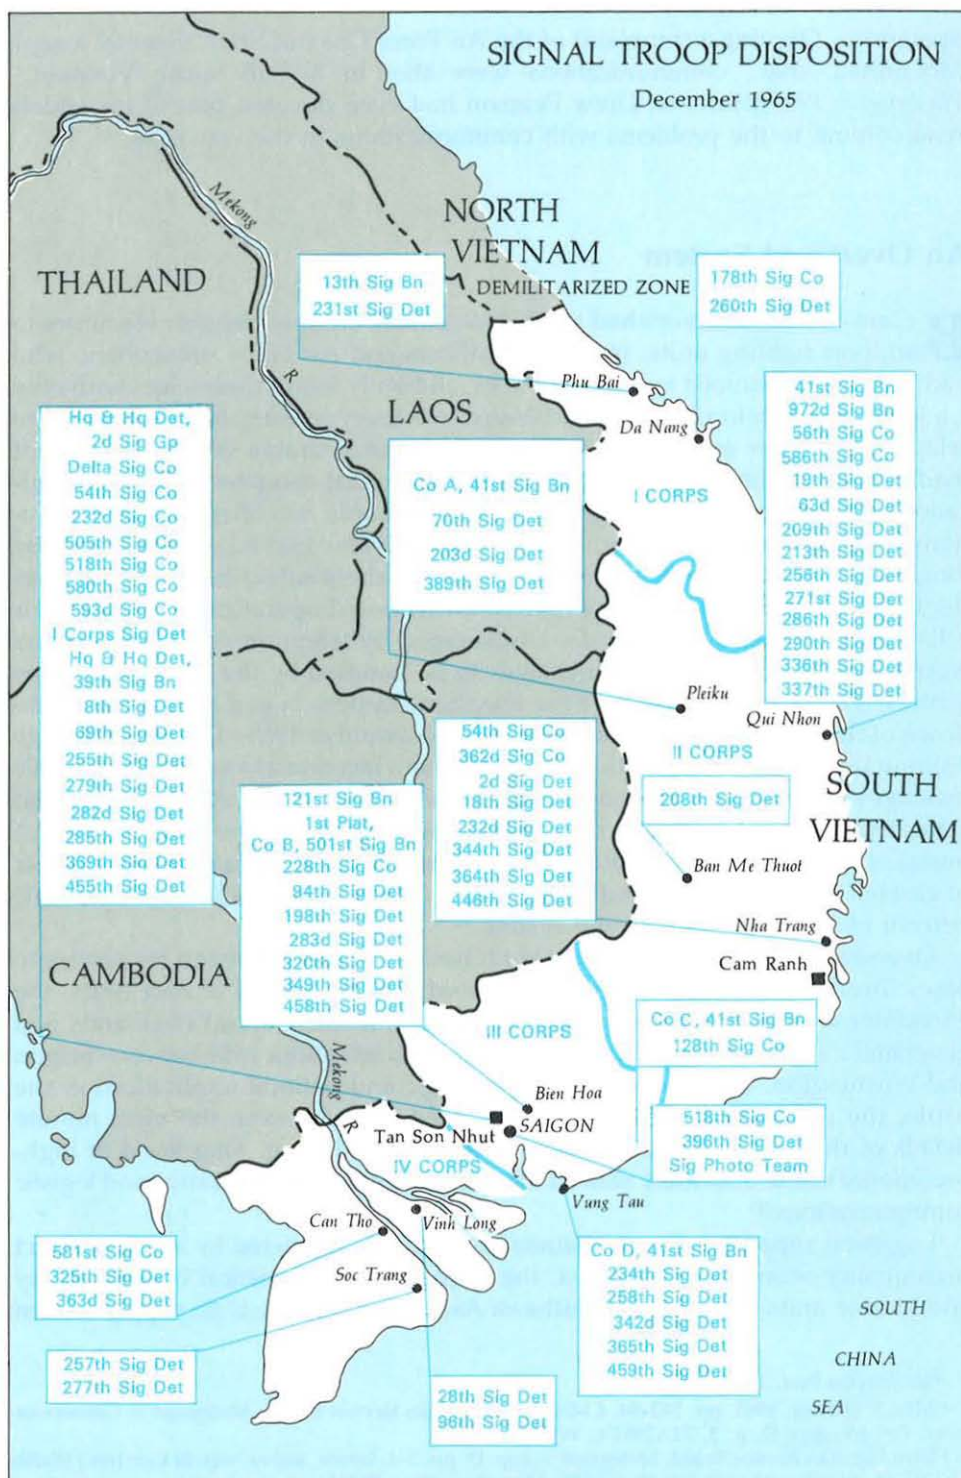 SIGNAL TROOP DISPOSITION
December 1965
Mekong
R
THAILAND
NORTH
VIETNAM
DEMILITARIZED ZONE
LAOS
13th Sig Bn
231st Sig Det
178th Sig Co
260th Sig Det
Phu Bai
Da Nang
I CORPS
41st Sig Bn
972d Sig Bn
56th Sig Co
586th Sig Co
19th Sig Det
63d Sig Det
209th Sig Det
213th Sig Det
256th Sig Det
271st Sig Det
286th Sig Det
290th Sig Det
336th Sig Det
337th Sig Det
Hq & Hq Det,
2d Sig Gp
Delta Sig Co
54th Sig Co
232d Sig Co
505th Sig Co
518th Sig Co
580th Sig Co
593d Sig Co
I Corps Sig Det
Hq & Hq Det,
39th Sig Bn
8th Sig Det
69th Sig Det
255th Sig Det
279th Sig Det
282d Sig Det
285th Sig Det
369th Sig Det
455th Sig Det
Co A, 41st Sig Bn
70th Sig Det
203d Sig Det
389th Sig Det
Pleiku
Qui Nhon
II CORPS
54th Sig Co
362d Sig Co
2d Sig Det
18th Sig Det
232d Sig Det
344th Sig Det
364th Sig Det
446th Sig Det
208th Sig Det
SOUTH
VIETNAM
Ban Me Thuot
121st Sig Bn
1st Plat,
Co B, 501st Sig Bn
228th Sig Co
94th Sig Det
198th Sig Det
283d Sig Det
320th Sig Det
349th Sig Det
458th Sig Det
Nha Trang
Cam Ranh
CAMBODIA
III CORPS
Co C, 41st Sig Bn
128th Sig Co
Mekong
R
Bien Hoa
SAIGON
Tan Son Nhut
518th Sig Co
396th Sig Det
Sig Photo Team
IV CORPS
Vung Tau
Can Tho
Vinh Long
Soc Trang
581st Sig Co
325th Sig Det
363d Sig Det
257th Sig Det
277th Sig Det
28th Sig Det
96th Sig Det
Co D, 41st Sig Bn
234th Sig Det
258th Sig Det
342d Sig Det
365th Sig Det
459th Sig Det
SOUTH
CHINA
SEA